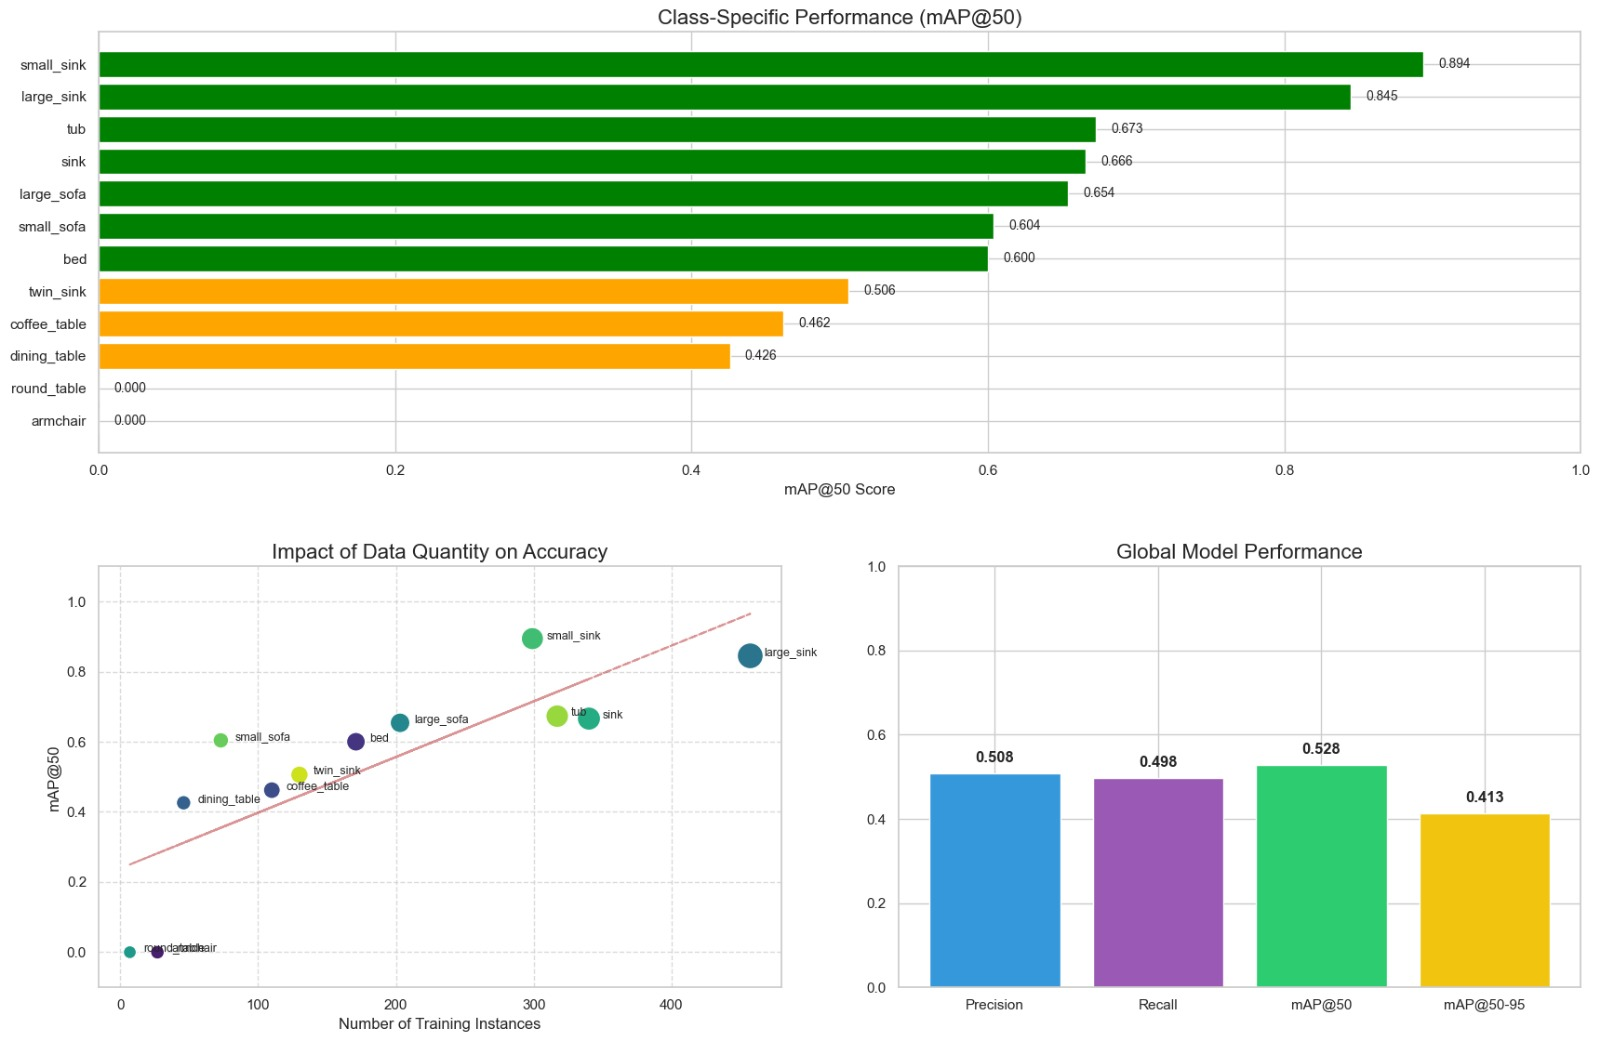 Class-Specific Performance (mAP@50)
small_sink 0.894
large_sink 0.845
tub 0.673
sink 0.666
large_sofa 0.654
small_sofa 0.604
bed 0.600
twin_sink 0.506
coffee_table 0.462
dining_table 0.426
round_table 0.000
armchair 0.000
0.0 0.2 0.4 0.6 0.8 1.0
mAP@50 Score
Impact of Data Quantity on Accuracy
mAP@50
1.0
0.8
0.6
0.4
0.2
0.0
small_sink
large_sink
tub
sink
large_sofa
small_sofa
bed
twin_sink
coffee_table
dining_table
round_table
armchair
0 100 200 300 400
Number of Training Instances
Global Model Performance
1.0
0.8
0.6
0.4
0.2
0.0
0.508 0.498 0.528 0.413
Precision Recall mAP@50 mAP@50-95